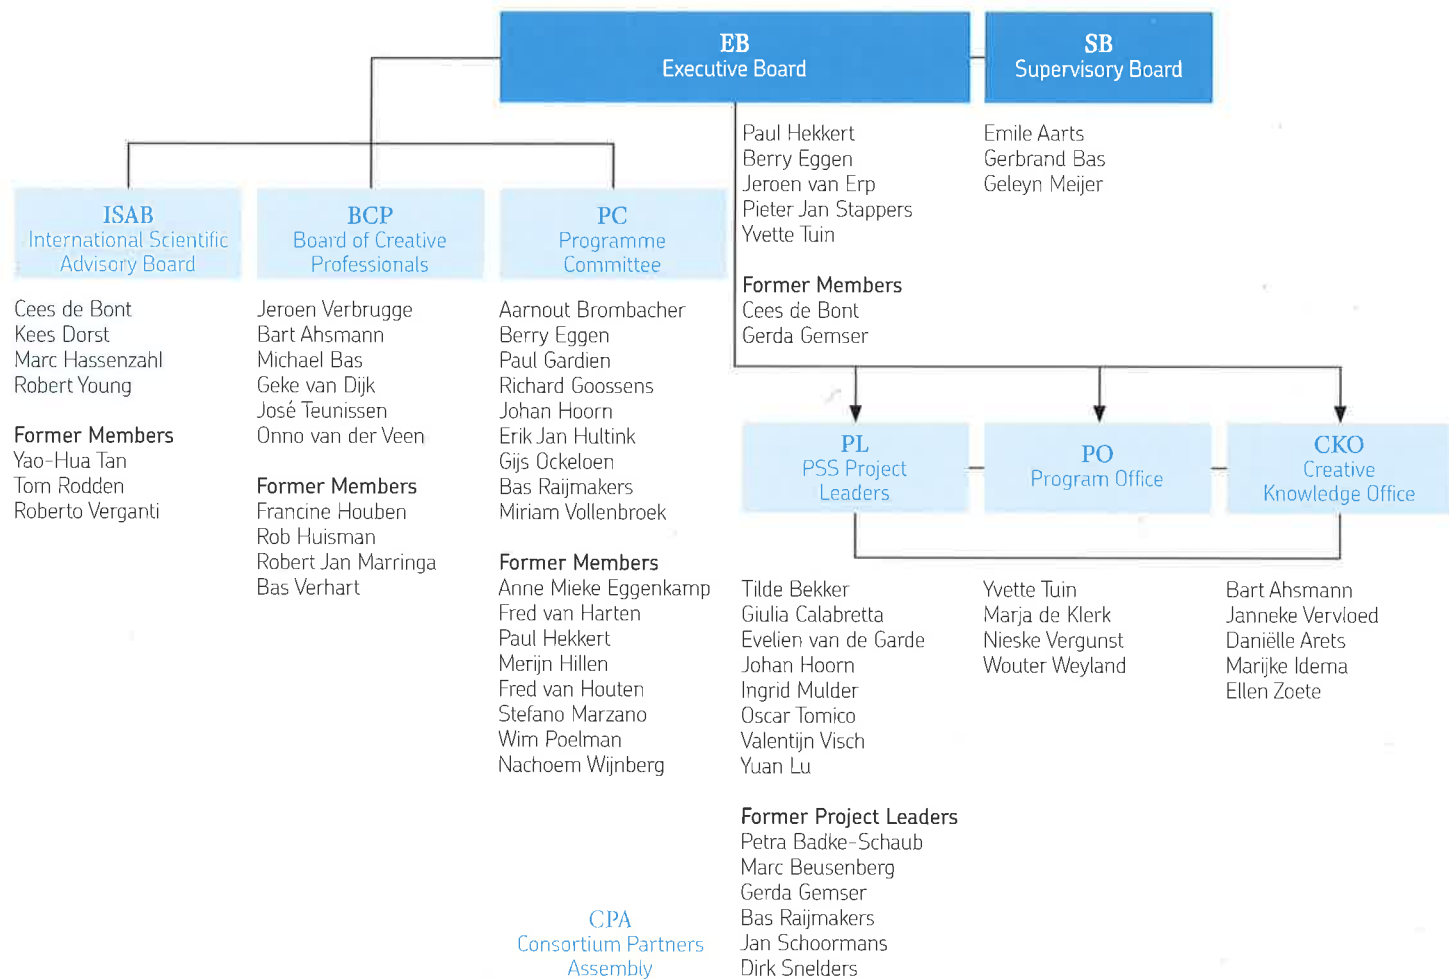 EB
Executive Board
SB
Supervisory Board
Paul Hekkert
Berry Eggen
Jeroen van Erp
Pieter Jan Stappers
Yvette Tuin
Former Members
Cees de Bont
Gerda Gemser
Emile Aarts
Gerbrand Bas
Geleyn Meijer
ISAB
International Scientific
Advisory Board
Cees de Bont
Kees Dorst
Marc Hassenzahl
Robert Young
Former Members
Yao-Hua Tan
Tom Rodden
Roberto Verganti
BCP
Board of Creative
Professionals
Jeroen Verbrugge
Bart Ahsmann
Michael Bas
Geke van Dijk
José Teunissen
Onno van der Veen
Former Members
Francine Houben
Rob Huisman
Robert Jan Marringa
Bas Verhart
PC
Programme
Committee
Aarnout Brombacher
Berry Eggen
Paul Gardien
Richard Goossens
Johan Hoorn
Erik Jan Hultink
Gijs Ockeloen
Bas Raijmakers
Miriam Vollenbroek
Former Members
Anne Mieke Eggenkamp
Fred van Harten
Paul Hekkert
Merijn Hillen
Fred van Houten
Stefano Marzano
Wim Poelman
Nachoem Wijnberg
PL
PSS Project
Leaders
Tilde Bekker
Giulia Calabretta
Evelien van de Garde
Johan Hoorn
Ingrid Mulder
Oscar Tomico
Valentijn Visch
Yuan Lu
Former Project Leaders
Petra Badke-Schaub
Marc Beusenberg
Gerda Gemser
Bas Raijmakers
Jan Schoormans
Dirk Snelders
PO
Program Office
Yvette Tuin
Marja de Klerk
Nieske Vergunst
Wouter Weyland
CKO
Creative
Knowledge Office
Bart Ahsmann
Janneke Vervloed
Daniëlle Arets
Marijke Idema
Ellen Zoete
CPA
Consortium Partners
Assembly